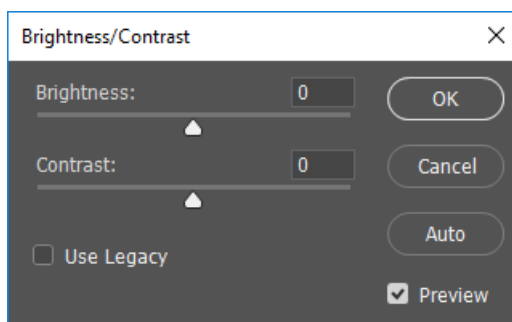 Brightness/Contrast
Brightness: 0
OK
Contrast: 0
Cancel
Auto
Use Legacy
Preview